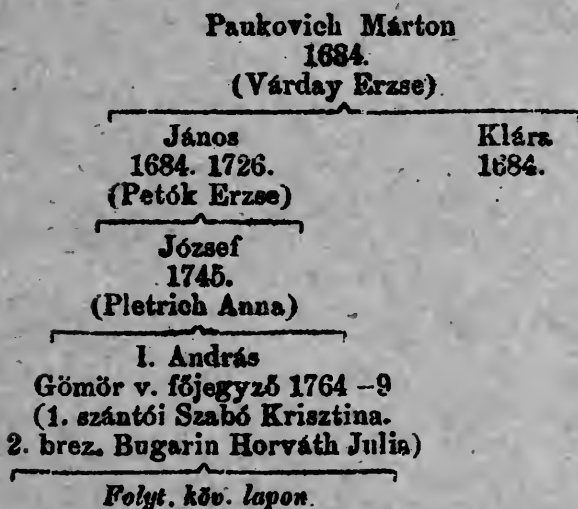 Paukovich Márton
1684.
(Várday Erzse)
János Klára
1684. 1726. 1684.
(Petók Erzse)
József
1745.
(Pletrich Anna)
I. András
Gömör v. főjegyző 1764–9
(1. szántói Szabó Krisztina.
2. brez. Bugarin Horváth Julia)
Folyt. köv. lapon.